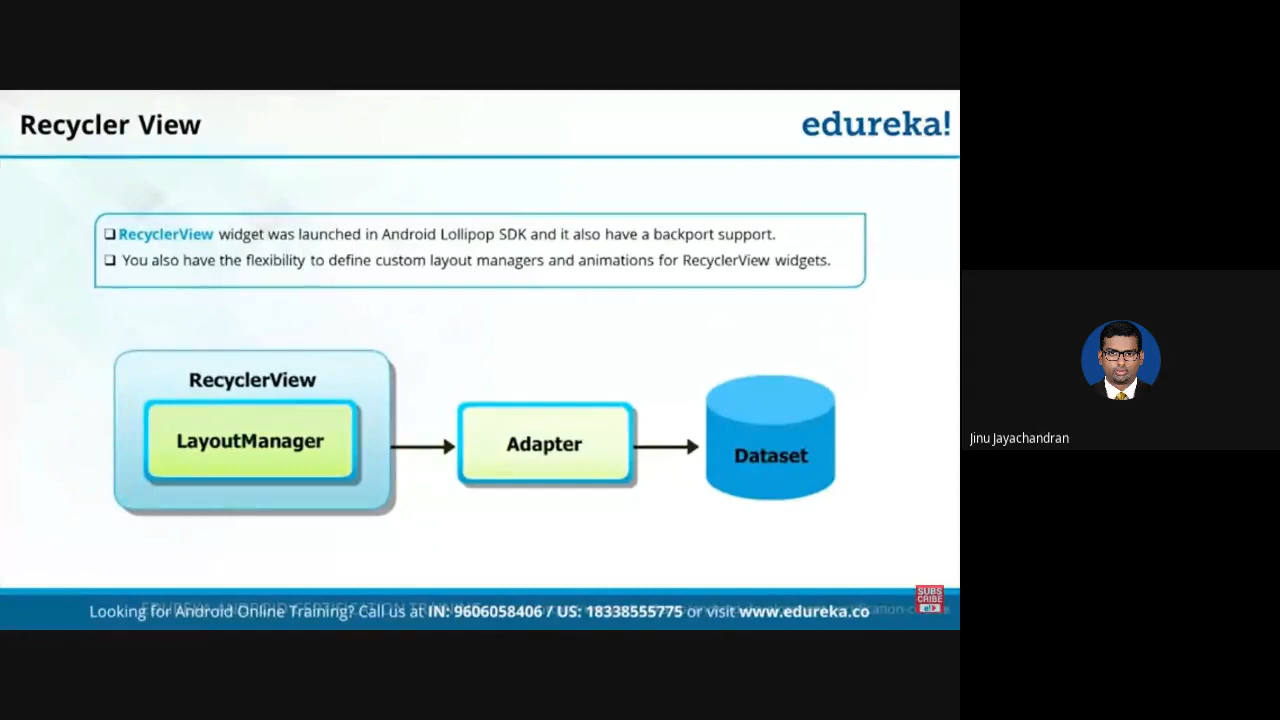 Recycler View
edureka!
RecyclerView widget was launched in Android Lollipop SDK and it also have a backport support.
You also have the flexibility to define custom layout managers and animations for RecyclerView widgets.
RecyclerView
LayoutManager
Adapter
Dataset
Jinu Jayachandran
SUBS
CRIBE
Looking for Android Online Training? Call us at IN: 9606058406 / US: 18338555775 or visit www.edureka.co